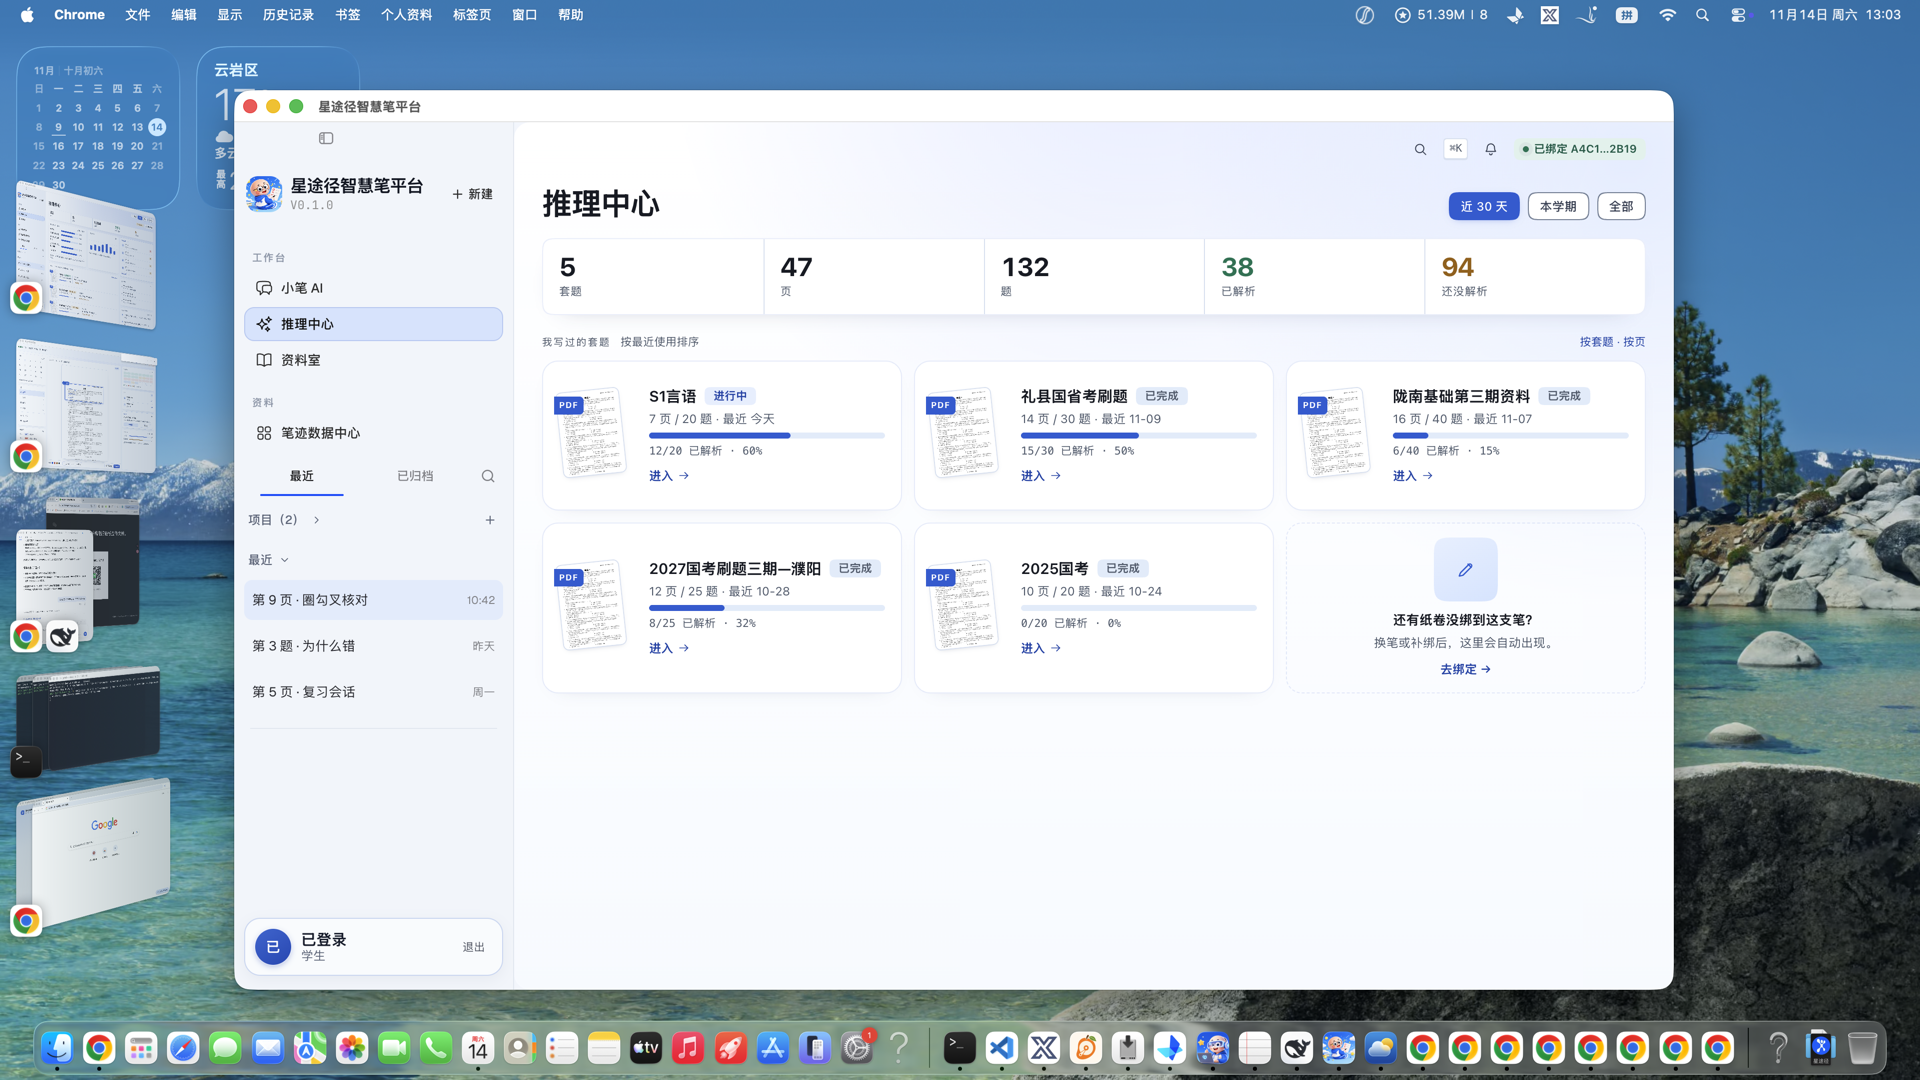 Chrome 文件 编辑 显示 历史记录 书签 个人资料 标签页 窗口 帮助
51.39M | 8 拼 11月14日 周六 13:03
11月 十月初六
日 一 二 三 四 五 六
1 2 3 4 5 6 7
8 9 10 11 12 13 14
15 16 17 18 19 20 21
22 23 24 25 26 27 28
30
云岩区
多云
最
高
Google
星途径智慧笔平台
星途径智慧笔平台
V0.1.0
+ 新建
工作台
小笔 AI
推理中心
资料室
资料
笔迹数据中心
最近 已归档
项目 (2)
最近
第 9 页 · 圈勾叉核对 10:42
第 3 题 · 为什么错 昨天
第 5 页 · 复习会话 周一
已
已登录
学生
退出
⌘K 已绑定 A4C1...2B19
推理中心
近 30 天 本学期 全部
5
套题
47
页
132
题
38
已解析
94
还没解析
我写过的套题 按最近使用排序
按套题 · 按页
PDF
S1言语 进行中
7 页 / 20 题 · 最近 今天
12/20 已解析 · 60%
进入 →
PDF
礼县国省考刷题 已完成
14 页 / 30 题 · 最近 11-09
15/30 已解析 · 50%
进入 →
PDF
陇南基础第三期资料 已完成
16 页 / 40 题 · 最近 11-07
6/40 已解析 · 15%
进入 →
PDF
2027国考刷题三期—濮阳 已完成
12 页 / 25 题 · 最近 10-28
8/25 已解析 · 32%
进入 →
PDF
2025国考 已完成
10 页 / 20 题 · 最近 10-24
0/20 已解析 · 0%
进入 →
还有纸卷没绑到这支笔?
换笔或补绑后，这里会自动出现。
去绑定 →
周六
14
tv
1